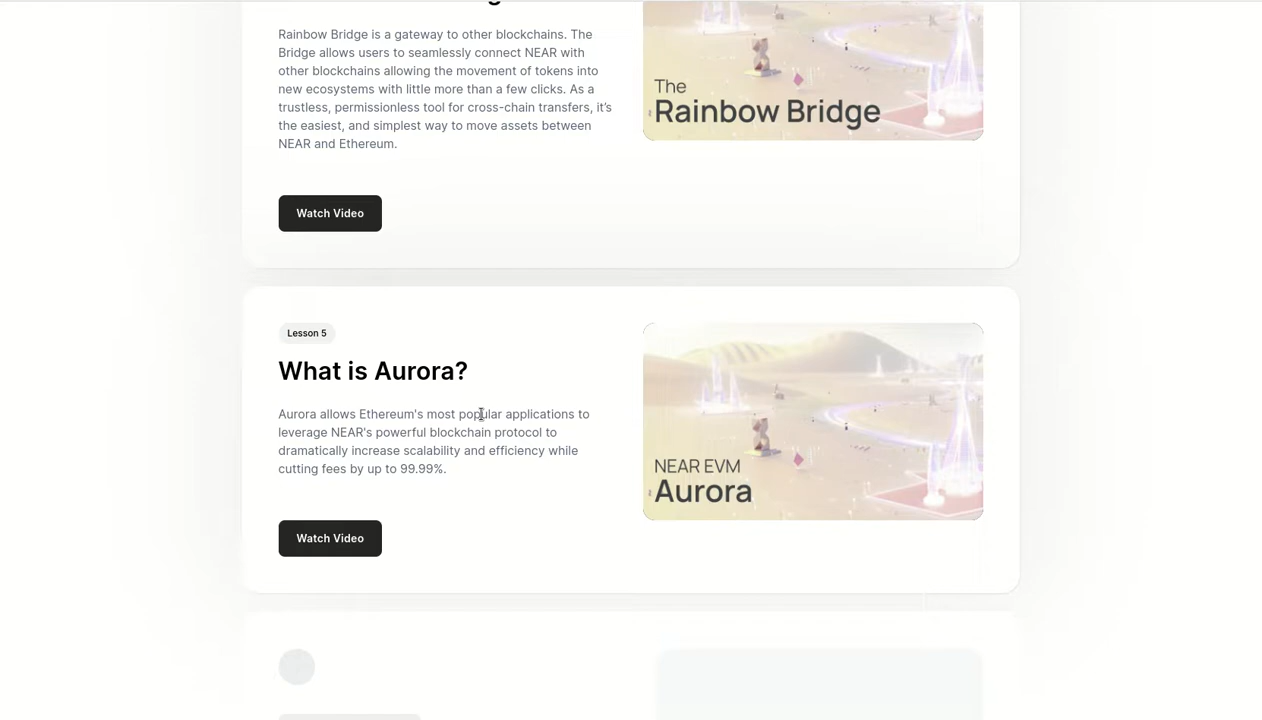 Rainbow Bridge is a gateway to other blockchains. The
Bridge allows users to seamlessly connect NEAR with
other blockchains allowing the movement of tokens into
new ecosystems with little more than a few clicks. As a
trustless, permissionless tool for cross-chain transfers, it’s
the easiest, and simplest way to move assets between
NEAR and Ethereum.
The
Rainbow Bridge
Watch Video
Lesson 5
What is Aurora?
Aurora allows Ethereum's most popular applications to
leverage NEAR's powerful blockchain protocol to
dramatically increase scalability and efficiency while
cutting fees by up to 99.99%.
NEAR EVM
Aurora
Watch Video